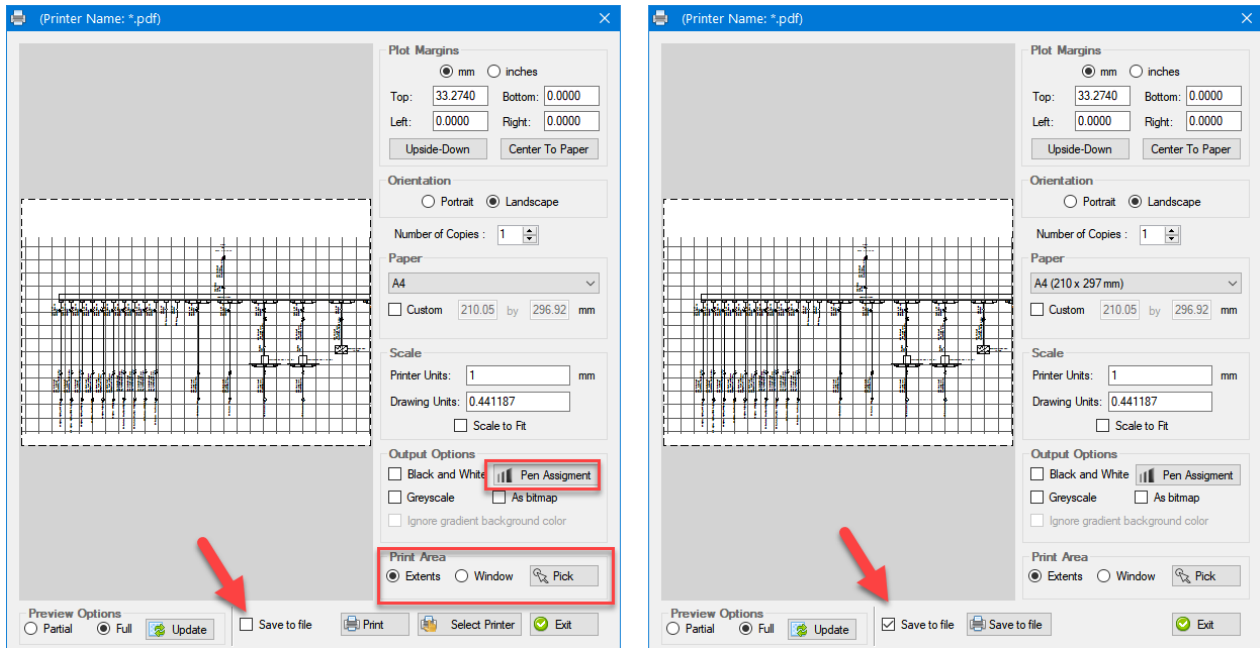 (Printer Name: *.pdf)
Plot Margins
mm inches
Top: 33.2740 Bottom: 0.0000
Left: 0.0000 Right: 0.0000
Upside-Down Center To Paper
Orientation
Portrait Landscape
Number of Copies : 1
Paper
A4
Custom 210.05 by 296.92 mm
Scale
Printer Units: 1 mm
Drawing Units: 0.441187
Scale to Fit
Output Options
Black and White Pen Assigment
Greyscale As bitmap
Ignore gradient background color
Print Area
Extents Window Pick
Preview Options
Partial Full Update Save to file Print Select Printer Exit
(Printer Name: *.pdf)
Plot Margins
mm inches
Top: 33.2740 Bottom: 0.0000
Left: 0.0000 Right: 0.0000
Upside-Down Center To Paper
Orientation
Portrait Landscape
Number of Copies : 1
Paper
A4 (210 x 297 mm)
Custom 210.05 by 296.92 mm
Scale
Printer Units: 1 mm
Drawing Units: 0.441187
Scale to Fit
Output Options
Black and White Pen Assigment
Greyscale As bitmap
Ignore gradient background color
Print Area
Extents Window Pick
Preview Options
Partial Full Update Save to file Save to file Exit